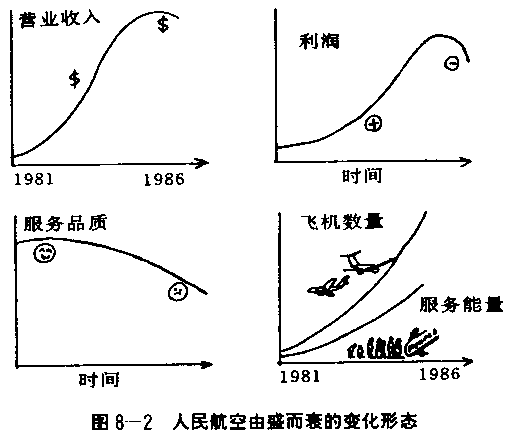 营业收入
$
$
1981
1986
利润
+
−
时间
服务品质
时间
飞机数量
服务能量
1981
1986
图8—2 人民航空由盛而衰的变化形态